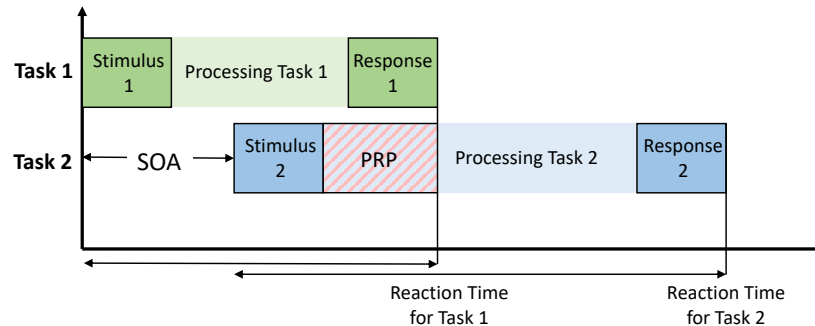 Task 1
Stimulus
1
Processing Task 1
Response
1
Task 2
SOA
Stimulus
2
PRP
Processing Task 2
Response
2
Reaction Time
for Task 1
Reaction Time
for Task 2